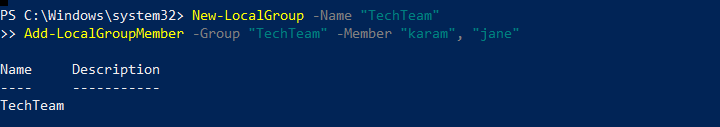 PS C:\Windows\system32> New-LocalGroup -Name "TechTeam"
>> Add-LocalGroupMember -Group "TechTeam" -Member "karam", "jane"
Name     Description
----     -----------
TechTeam